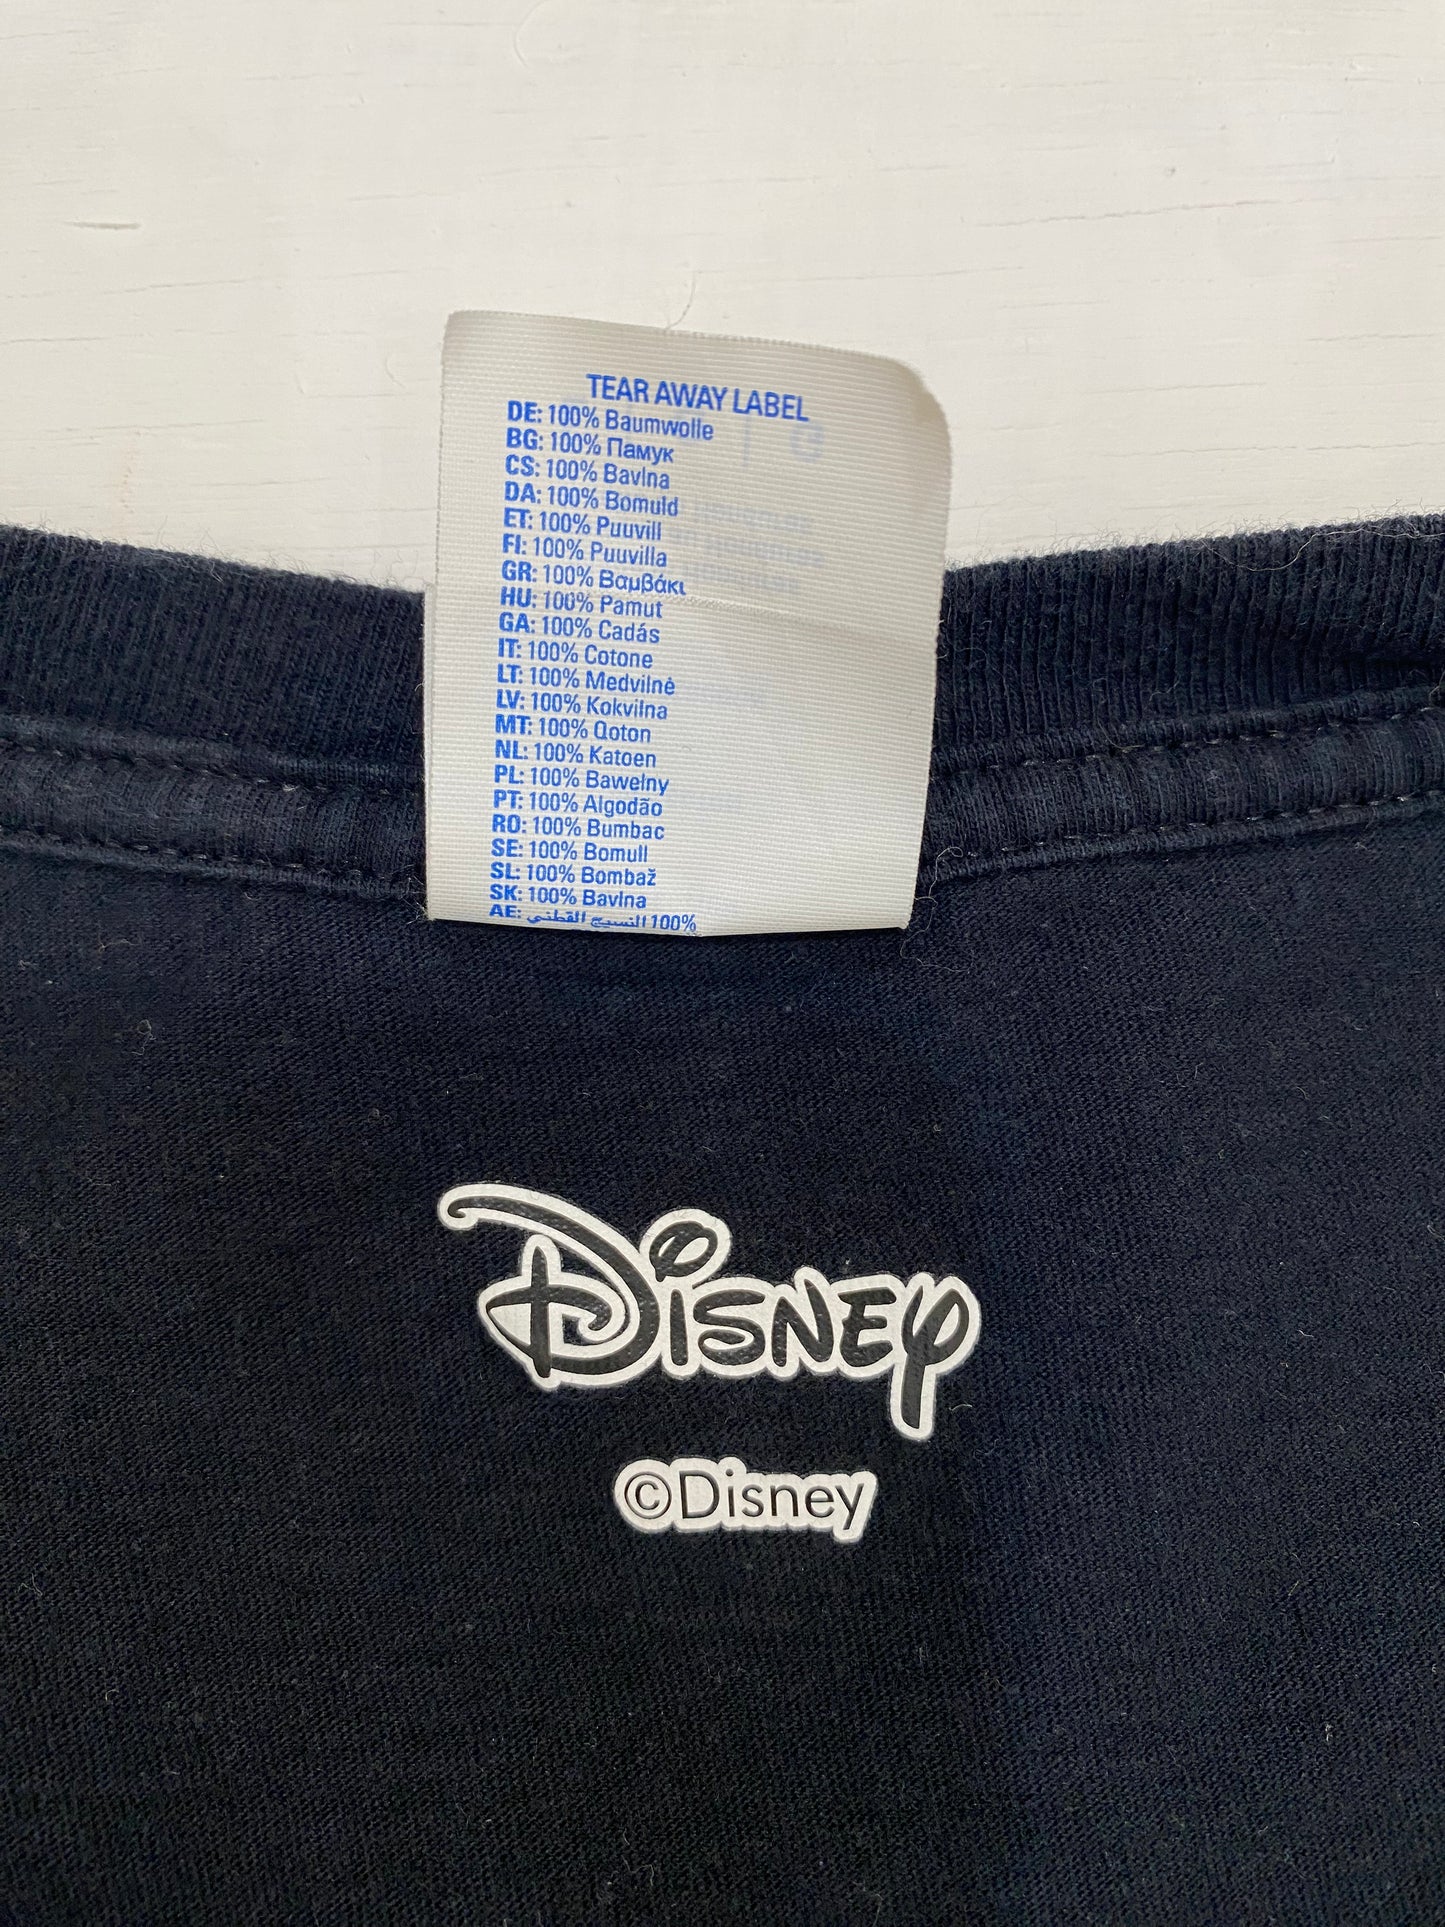 TEAR AWAY LABEL
DE: 100% Baumwolle
BG: 100% Памук
CS: 100% Bavlna
DA: 100% Bomuld
ET: 100% Puuvill
FI: 100% Puuvilla
GR: 100% Βαμβάκι
HU: 100% Pamut
GA: 100% Cadás
IT: 100% Cotone
LT: 100% Medvilnė
LV: 100% Kokvilna
MT: 100% Qoton
NL: 100% Katoen
PL: 100% Bawełny
PT: 100% Algodão
RO: 100% Bumbac
SE: 100% Bomull
SL: 100% Bombaž
SK: 100% Bavlna
AE: 100% النسيج القطني
Disney
©Disney